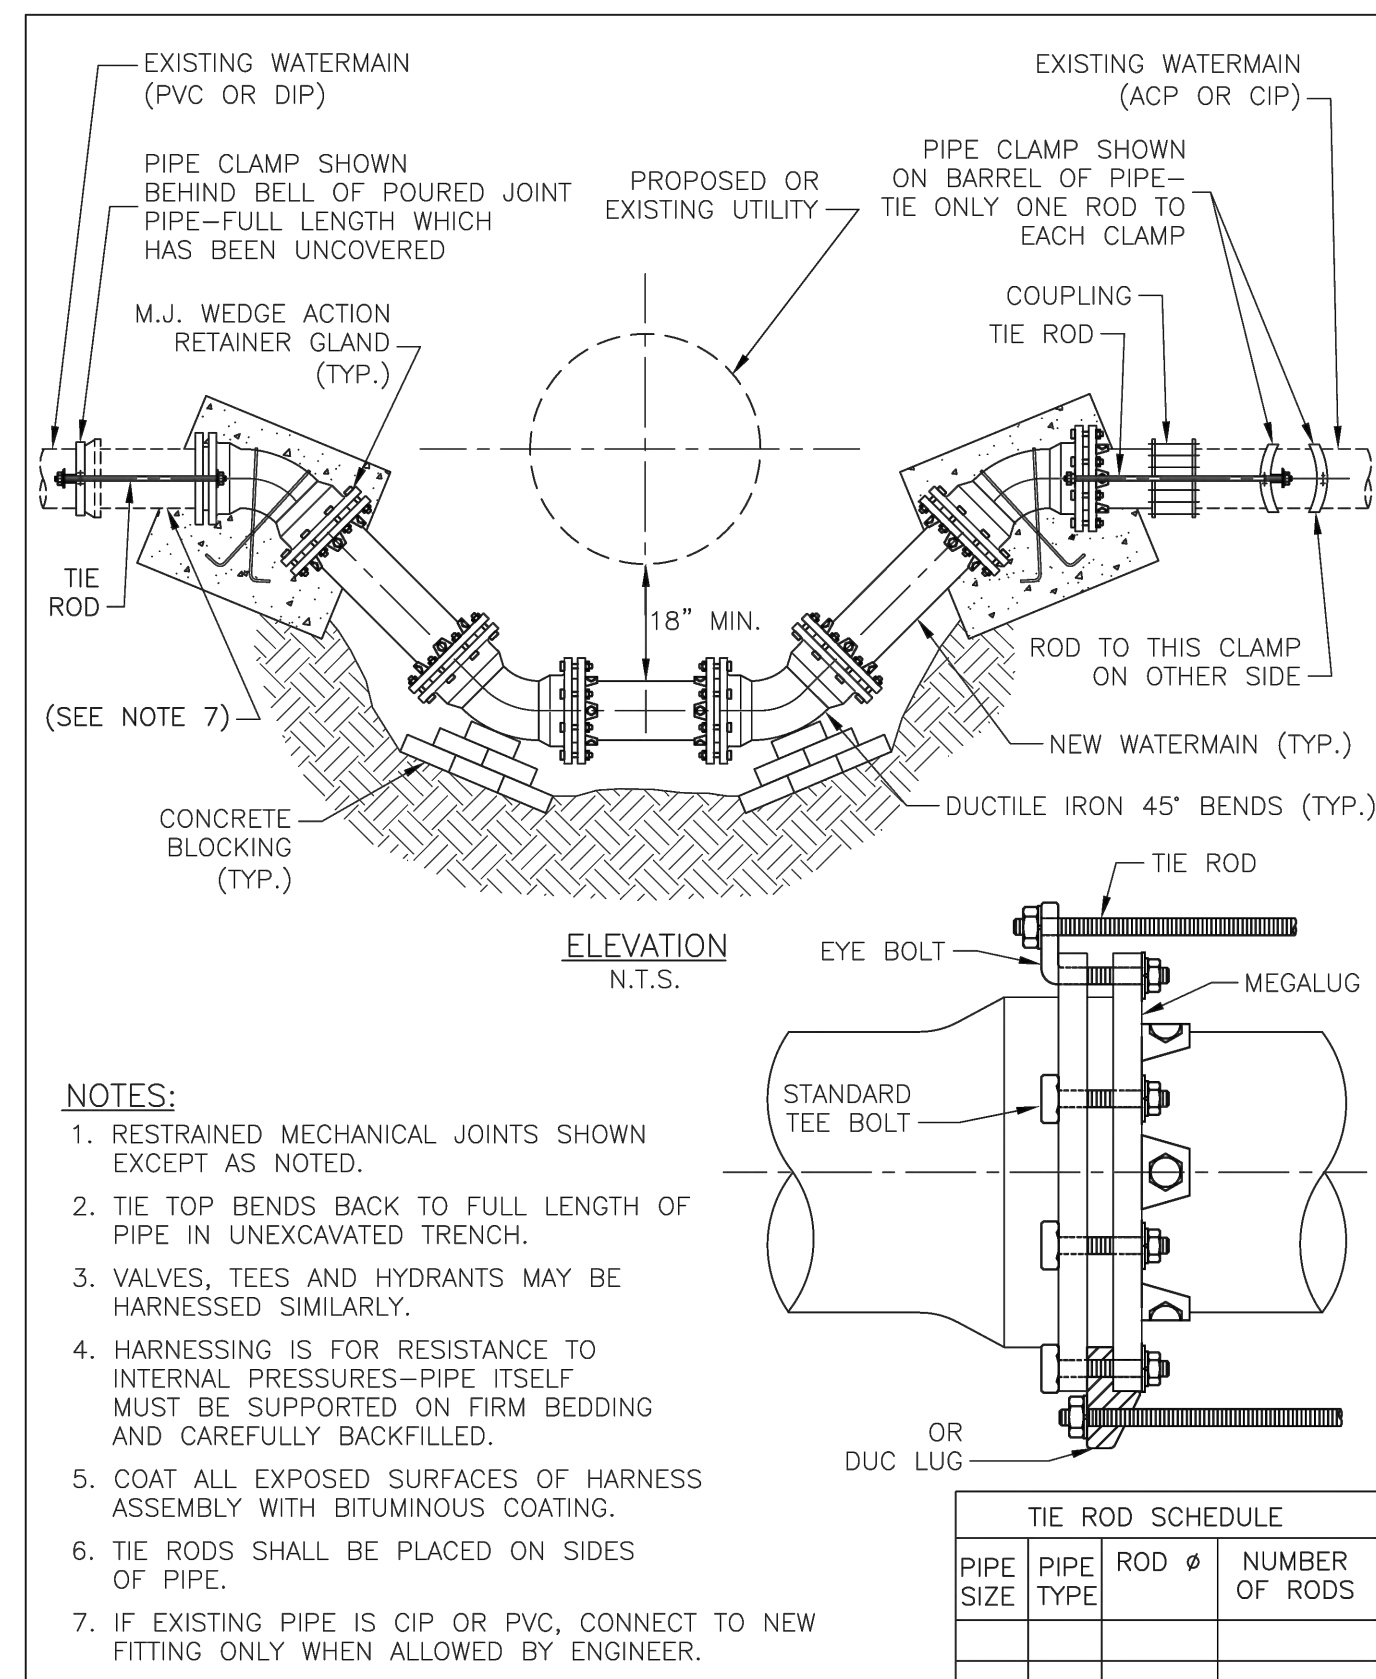 EXISTING WATERMAIN
(PVC OR DIP)
PIPE CLAMP SHOWN
BEHIND BELL OF POURED JOINT
PIPE–FULL LENGTH WHICH
HAS BEEN UNCOVERED
M.J. WEDGE ACTION
RETAINER GLAND
(TYP.)
PROPOSED OR
EXISTING UTILITY
EXISTING WATERMAIN
(ACP OR CIP)
PIPE CLAMP SHOWN
ON BARREL OF PIPE–
TIE ONLY ONE ROD TO
EACH CLAMP
COUPLING
TIE ROD
TIE
ROD
18" MIN.
ROD TO THIS CLAMP
ON OTHER SIDE
(SEE NOTE 7)
NEW WATERMAIN (TYP.)
DUCTILE IRON 45° BENDS (TYP.)
CONCRETE
BLOCKING
(TYP.)
ELEVATION
N.T.S.
TIE ROD
EYE BOLT
MEGALUG
STANDARD
TEE BOLT
OR
DUC LUG
NOTES:
1. RESTRAINED MECHANICAL JOINTS SHOWN
EXCEPT AS NOTED.
2. TIE TOP BENDS BACK TO FULL LENGTH OF
PIPE IN UNEXCAVATED TRENCH.
3. VALVES, TEES AND HYDRANTS MAY BE
HARNESSED SIMILARLY.
4. HARNESSING IS FOR RESISTANCE TO
INTERNAL PRESSURES–PIPE ITSELF
MUST BE SUPPORTED ON FIRM BEDDING
AND CAREFULLY BACKFILLED.
5. COAT ALL EXPOSED SURFACES OF HARNESS
ASSEMBLY WITH BITUMINOUS COATING.
6. TIE RODS SHALL BE PLACED ON SIDES
OF PIPE.
7. IF EXISTING PIPE IS CIP OR PVC, CONNECT TO NEW
FITTING ONLY WHEN ALLOWED BY ENGINEER.
TIE ROD SCHEDULE
PIPE SIZE
PIPE TYPE
ROD ø
NUMBER OF RODS